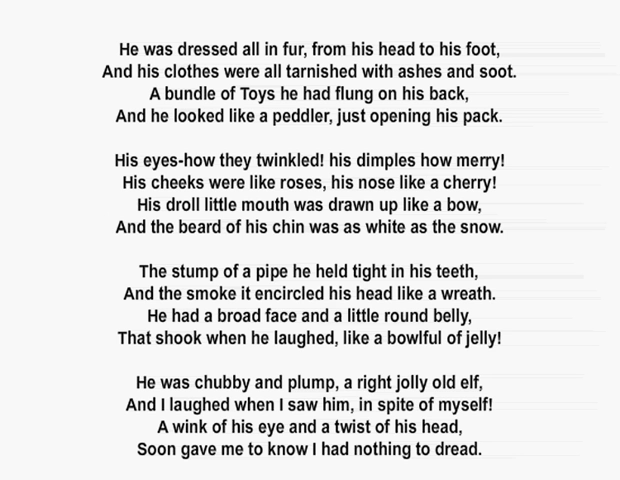 He was dressed all in fur, from his head to his foot,
And his clothes were all tarnished with ashes and soot.
A bundle of Toys he had flung on his back,
And he looked like a peddler, just opening his pack.
His eyes-how they twinkled! his dimples how merry!
His cheeks were like roses, his nose like a cherry!
His droll little mouth was drawn up like a bow,
And the beard of his chin was as white as the snow.
The stump of a pipe he held tight in his teeth,
And the smoke it encircled his head like a wreath.
He had a broad face and a little round belly,
That shook when he laughed, like a bowlful of jelly!
He was chubby and plump, a right jolly old elf,
And I laughed when I saw him, in spite of myself!
A wink of his eye and a twist of his head,
Soon gave me to know I had nothing to dread.